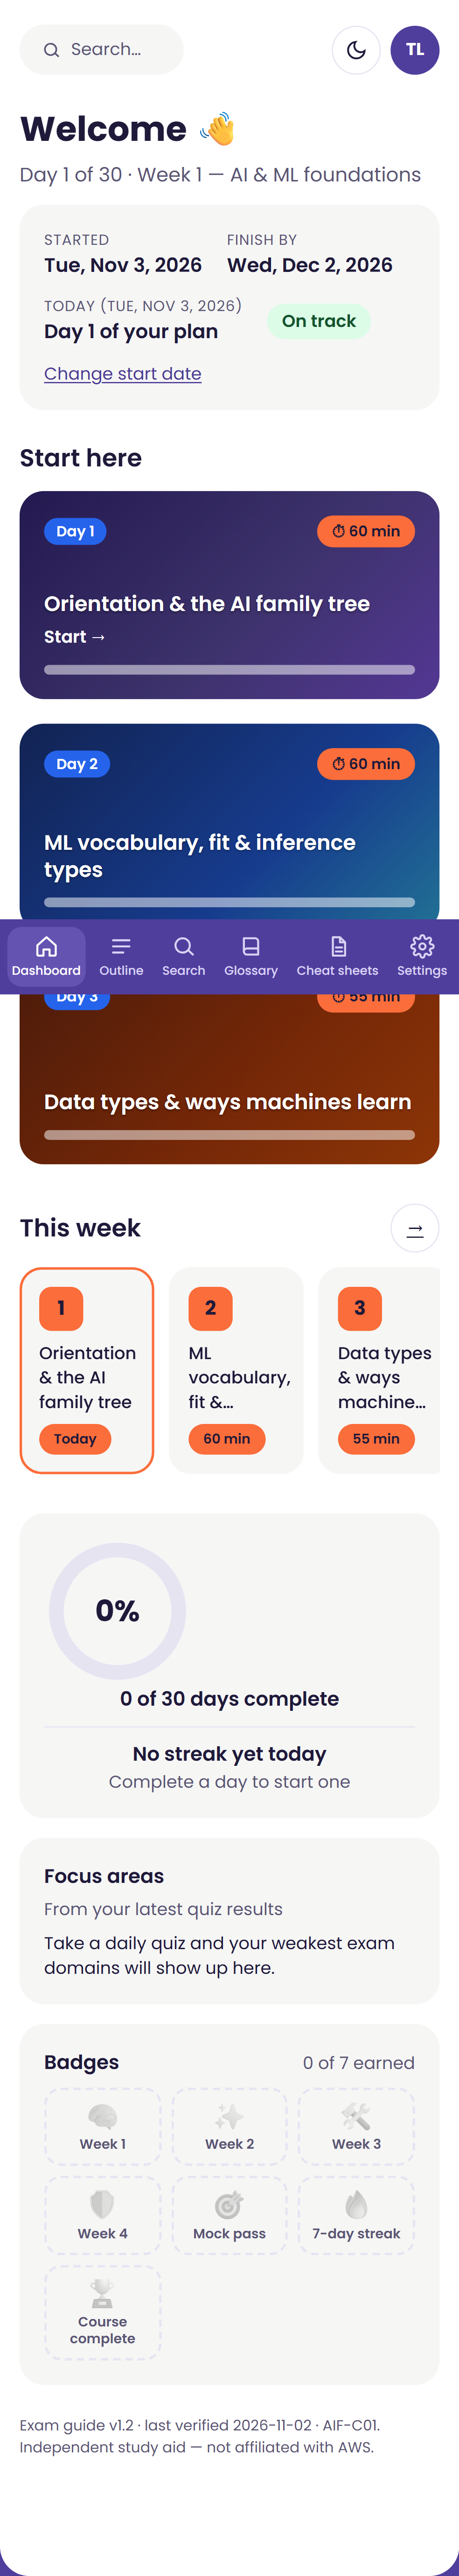 Search...
TL
Welcome 👋
Day 1 of 30 · Week 1 — AI & ML foundations
STARTED
Tue, Nov 3, 2026
FINISH BY
Wed, Dec 2, 2026
TODAY (TUE, NOV 3, 2026)
Day 1 of your plan
On track
Change start date
Start here
Day 1
⏱ 60 min
Orientation & the AI family tree
Start →
Day 2
⏱ 60 min
ML vocabulary, fit & inference
types
Dashboard
Outline
Search
Glossary
Cheat sheets
Settings
Day 3
⏱ 55 min
Data types & ways machines learn
This week
→
1
Orientation
& the AI
family tree
Today
2
ML
vocabulary,
fit &...
60 min
3
Data types
& ways
machine...
55 min
0%
0 of 30 days complete
No streak yet today
Complete a day to start one
Focus areas
From your latest quiz results
Take a daily quiz and your weakest exam
domains will show up here.
Badges
0 of 7 earned
Week 1
Week 2
Week 3
Week 4
Mock pass
7-day streak
Course
complete
Exam guide v1.2 · last verified 2026-11-02 · AIF-C01.
Independent study aid — not affiliated with AWS.